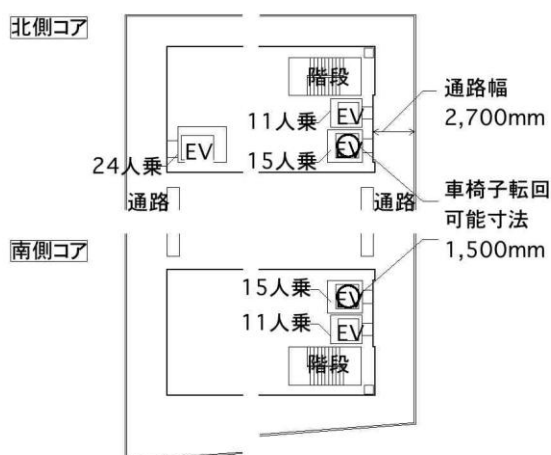 北側コア
階段
通路幅
2,700mm
11人乗
EV
15人乗
EV
24人乗
EV
車椅子転回
可能寸法
1,500mm
通路
通路
南側コア
15人乗
EV
11人乗
EV
階段